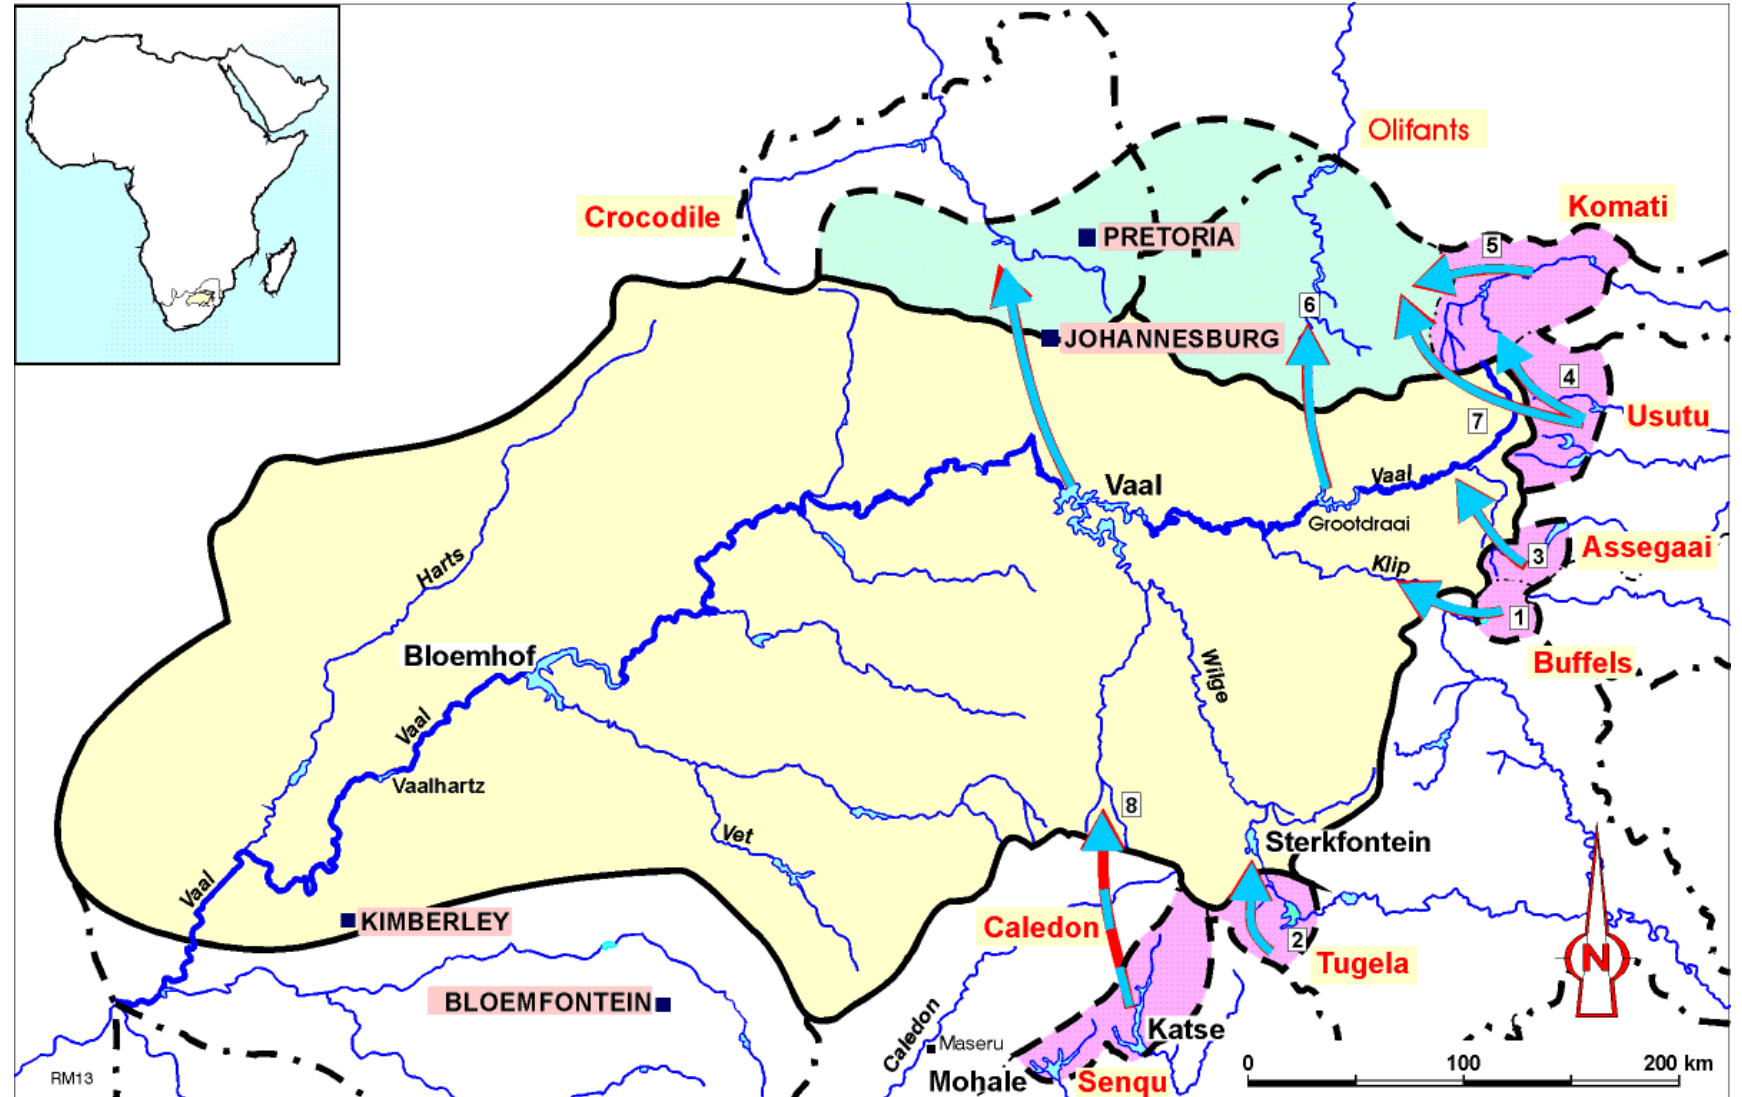 Olifants
Komati
Crocodile
PRETORIA
5
6
JOHANNESBURG
4
Usutu
7
Vaal
Vaal
Grootdraai
Assegaai
3
Klip
Harts
1
Buffels
Bloemhof
Wilge
Vaal
Vaalhartz
8
Vet
Sterkfontein
Vaal
KIMBERLEY
Caledon
2
Tugela
N
BLOEMFONTEIN
Katse
Caledon
Maseru
Mohale
Senqu
0 100 200 km
RM13